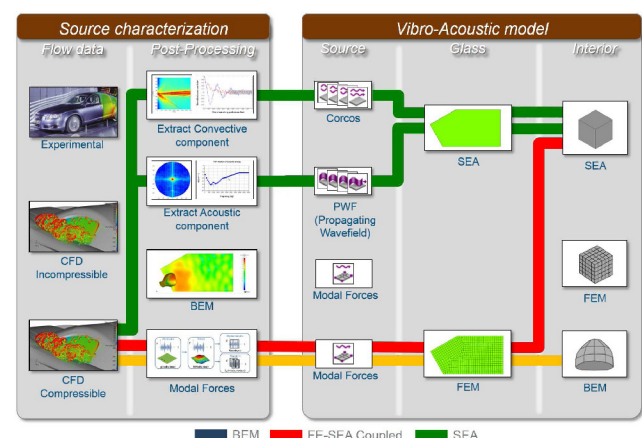 Source characterization
Vibro-Acoustic model
Flow data
Post-Processing
Source
Glass
Interior
Experimental
Extract Convective
component
Corcos
SEA
SEA
Extract Acoustic
component
PWF
(Propagating
Wavefield)
CFD
Incompressible
BEM
Modal Forces
FEM
CFD
Compressible
Modal Forces
Modal Forces
FEM
BEM
BEM
FE-SEA Coupled
SEA